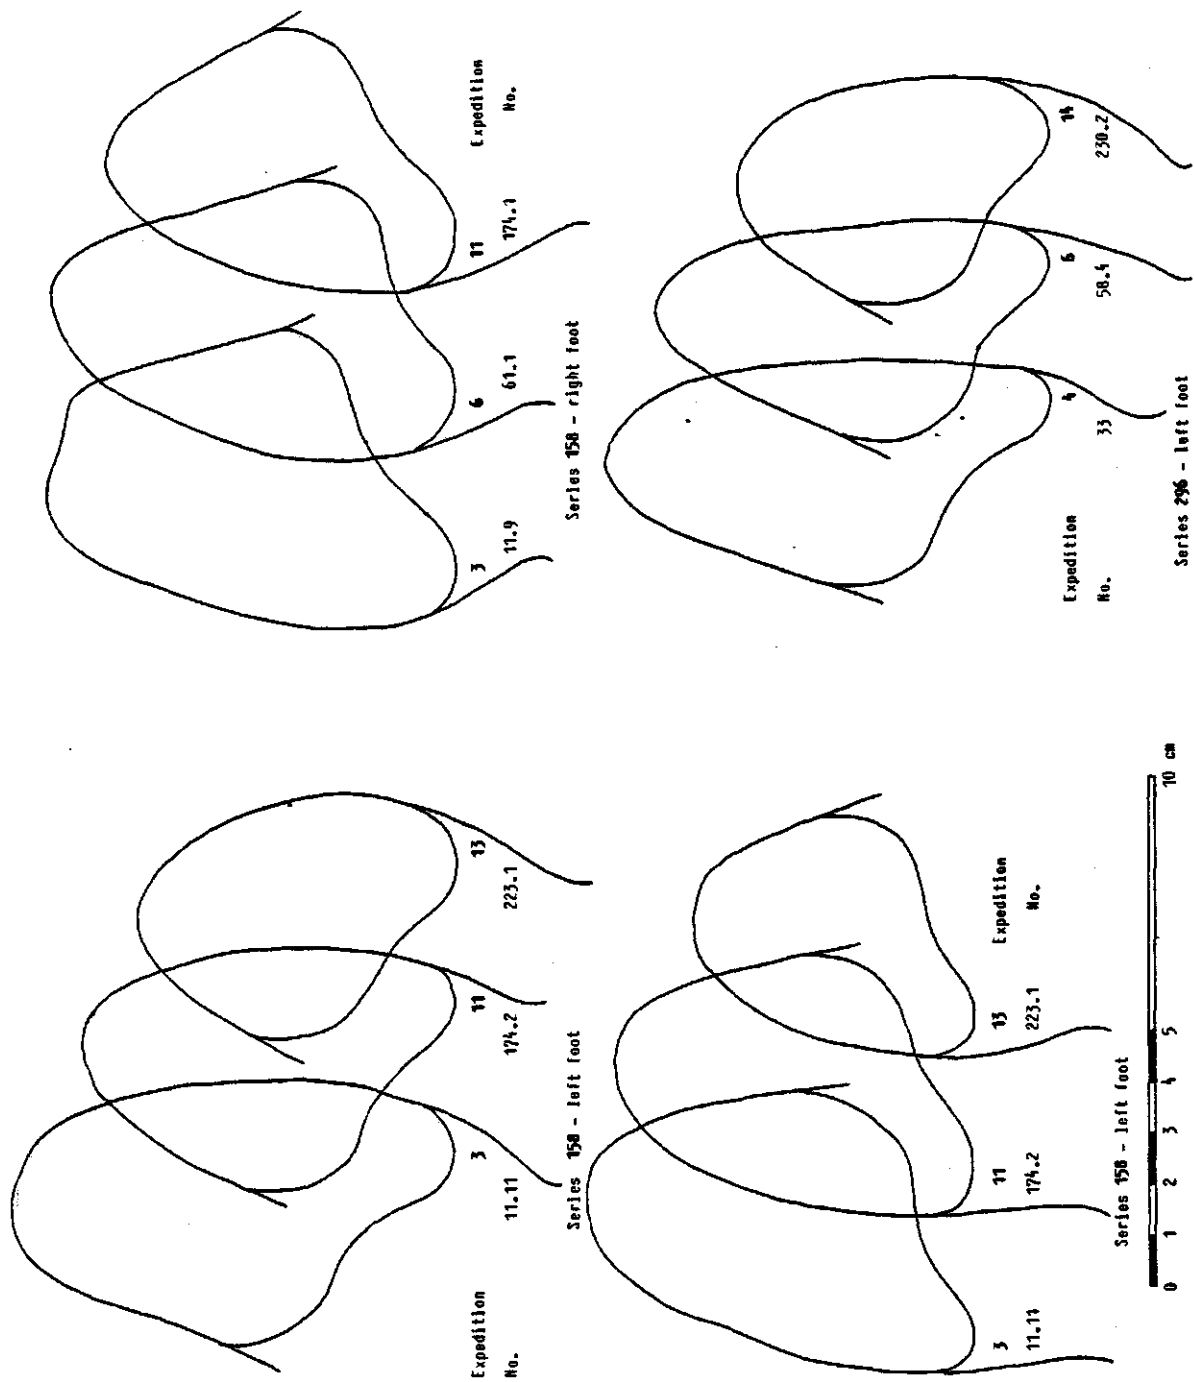 Expedition 3 11 13
No. 11.11 174.2 223.1
Series 158 - left foot
3 6 11 Expedition
11.9 61.1 174.1 No.
Series 158 - right foot
3 11 13 Expedition
11.11 174.2 223.1 No.
Series 158 - left foot
Expedition 4 6 14
No. 33 58.4 230.2
Series 296 - left foot
0 1 2 3 4 5 10 cm